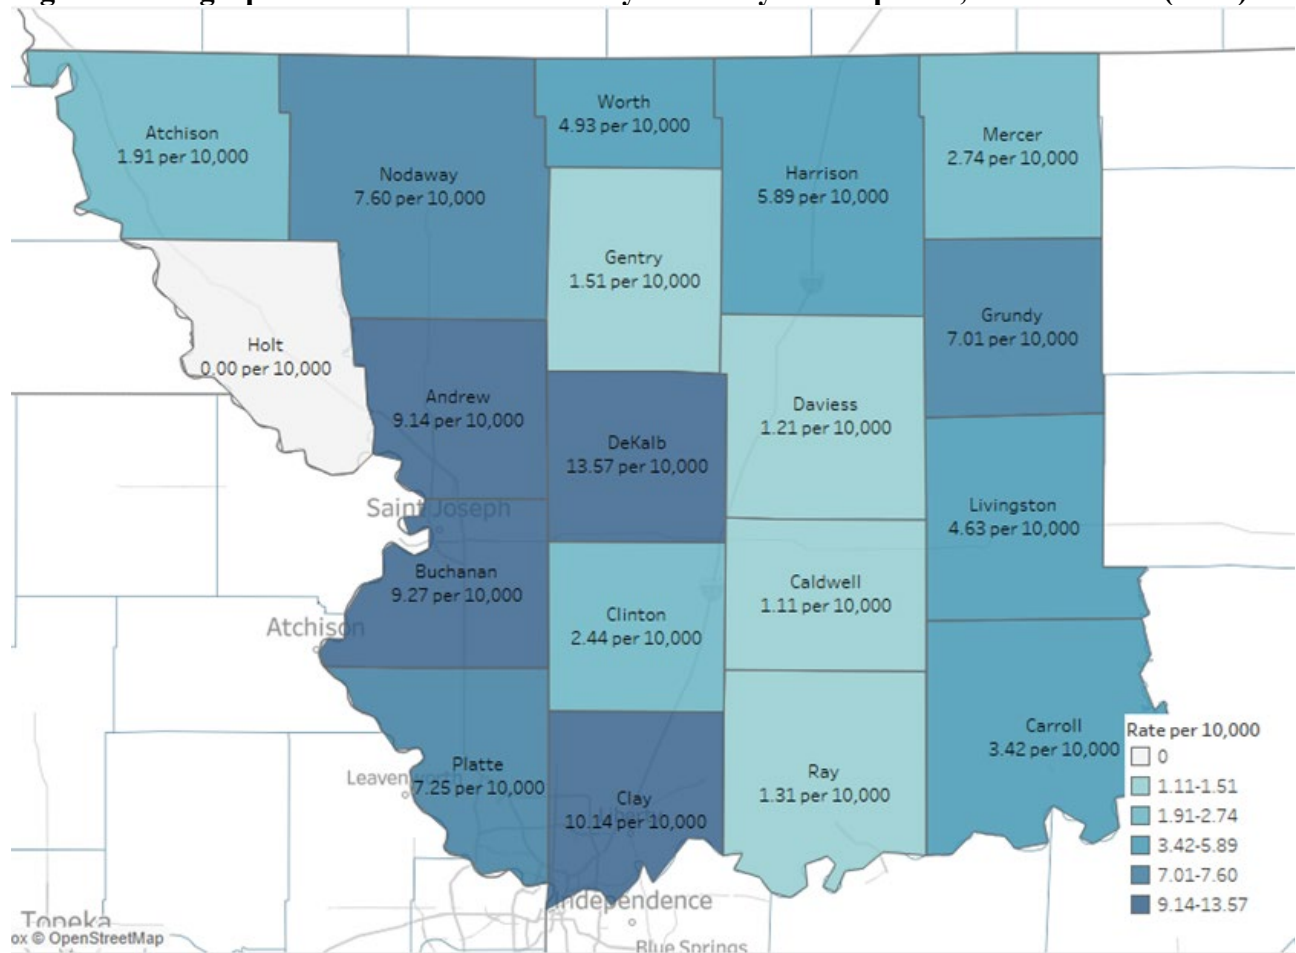 Atchison
1.91 per 10,000
Nodaway
7.60 per 10,000
Worth
4.93 per 10,000
Harrison
5.89 per 10,000
Mercer
2.74 per 10,000
Holt
0.00 per 10,000
Gentry
1.51 per 10,000
Grundy
7.01 per 10,000
Andrew
9.14 per 10,000
DeKalb
13.57 per 10,000
Daviess
1.21 per 10,000
Saint Joseph
Livingston
4.63 per 10,000
Buchanan
9.27 per 10,000
Atchison
Clinton
2.44 per 10,000
Caldwell
1.11 per 10,000
Leavenworth
Platte
7.25 per 10,000
Clay
10.14 per 10,000
Liberty
Ray
1.31 per 10,000
Carroll
3.42 per 10,000
Rate per 10,000
0
1.11-1.51
1.91-2.74
3.42-5.89
7.01-7.60
9.14-13.57
Independence
Blue Springs
Topeka
ox © OpenStreetMap